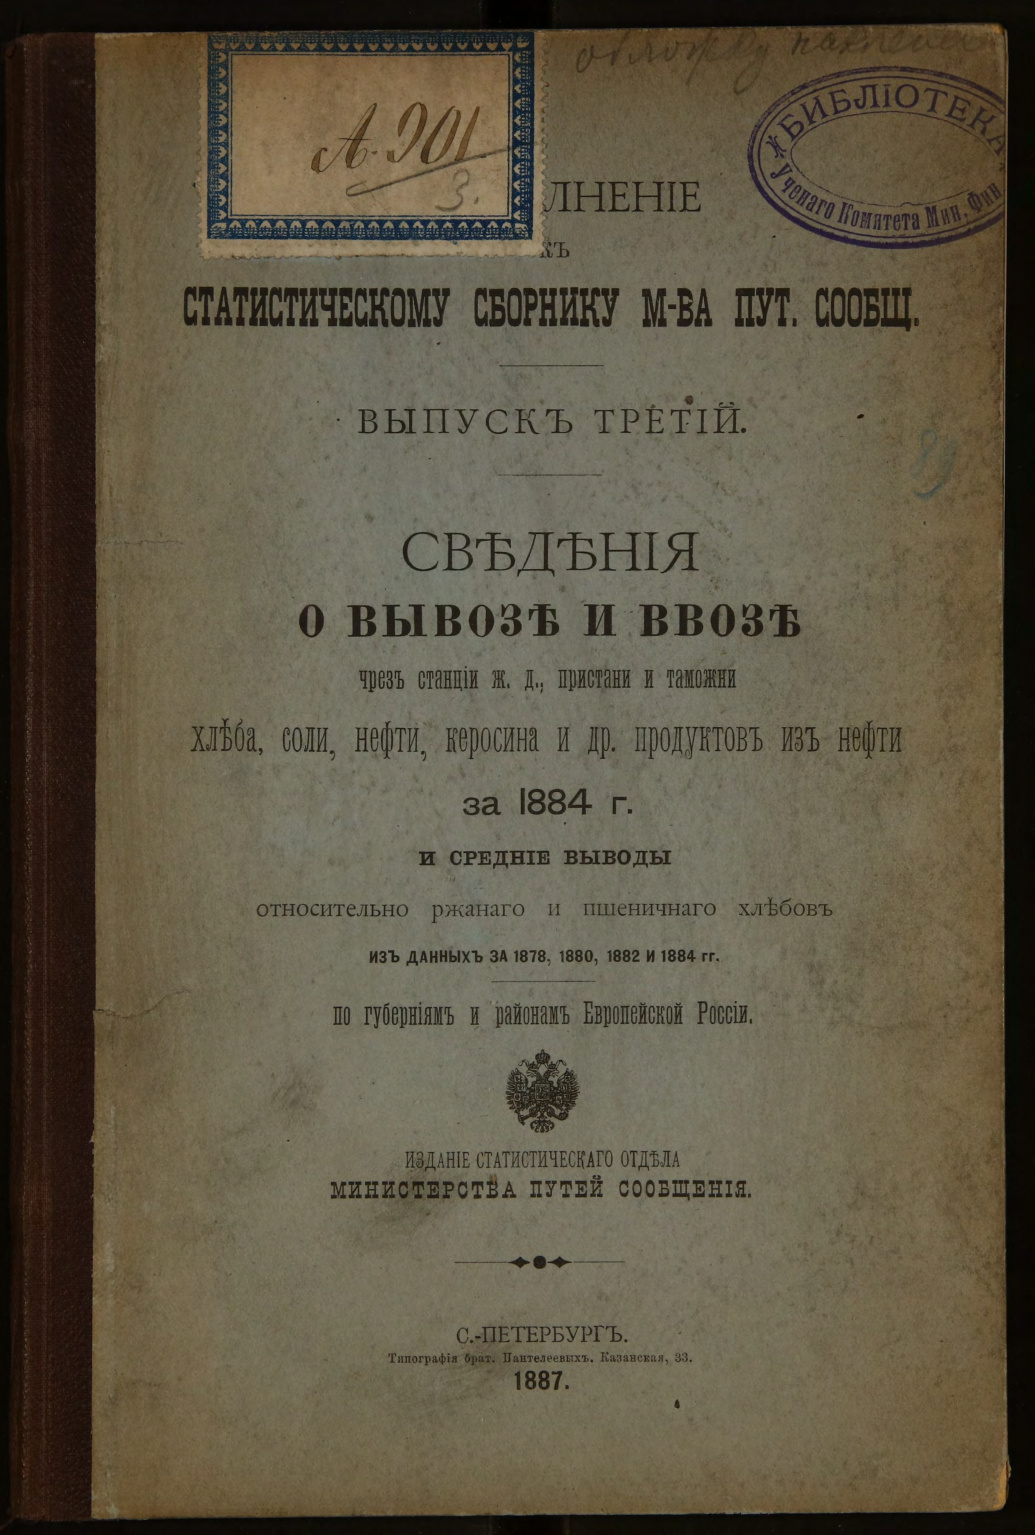 обложку
А. 901
3.
БИБЛІОТЕКА
Ученаго Комитета Мин. Фин
ЛНЕНІЕ
КЪ
СТАТИСТИЧЕСКОМУ СБОРНИКУ М-ВА ПУТ. СООБЩ.
ВЫПУСКЪ ТРЕТІЙ.
89
СВѢДѢНІЯ
О ВЫВОЗѢ И ВВОЗѢ
чрезъ станціи ж. д., пристани и таможни
хлѣба, соли, нефти, керосина и др. продуктовъ изъ нефти
за 1884 г.
И СРЕДНІЕ ВЫВОДЫ
относительно ржанаго и пшеничнаго хлѣбовъ
ИЗЪ ДАННЫХЪ ЗА 1878, 1880, 1882 И 1884 гг.
по губерніямъ и районамъ Европейской Россіи.
ИЗДАНІЕ СТАТИСТИЧЕСКАГО ОТДѢЛА
МИНИСТЕРСТВА ПУТЕЙ СООБЩЕНІЯ.
С.-ПЕТЕРБУРГЪ.
Типографія брат. Пантелеевыхъ. Казанская, 33.
1887.